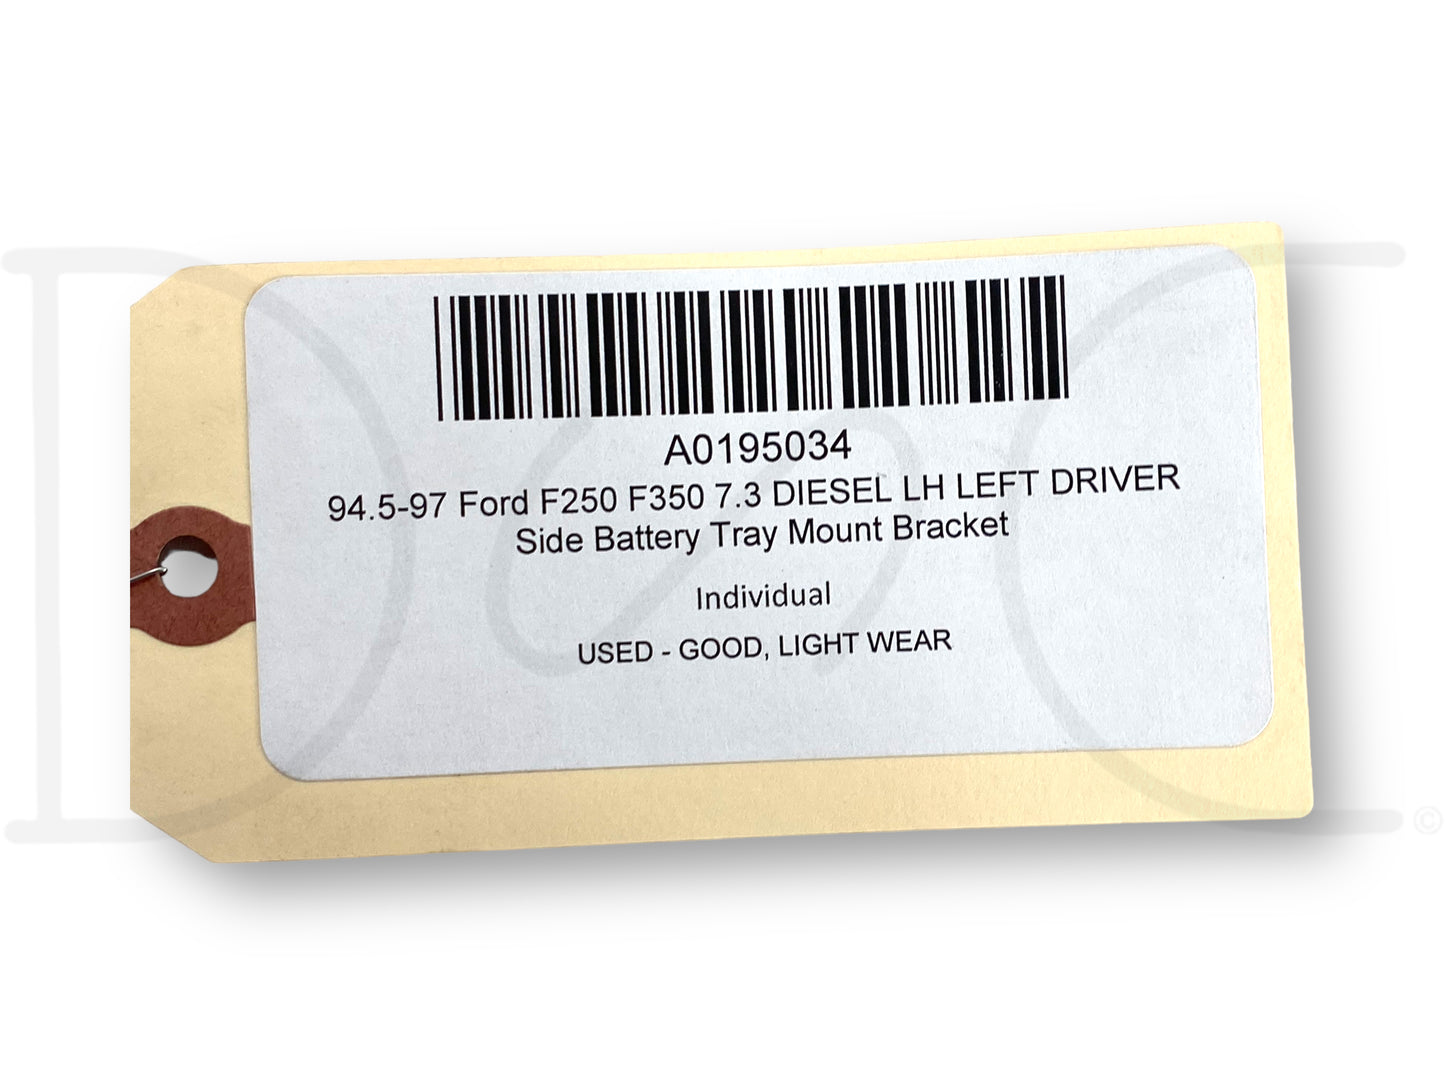 A0195034
94.5-97 Ford F250 F350 7.3 DIESEL LH LEFT DRIVER
Side Battery Tray Mount Bracket
Individual
USED - GOOD, LIGHT WEAR
D C ©